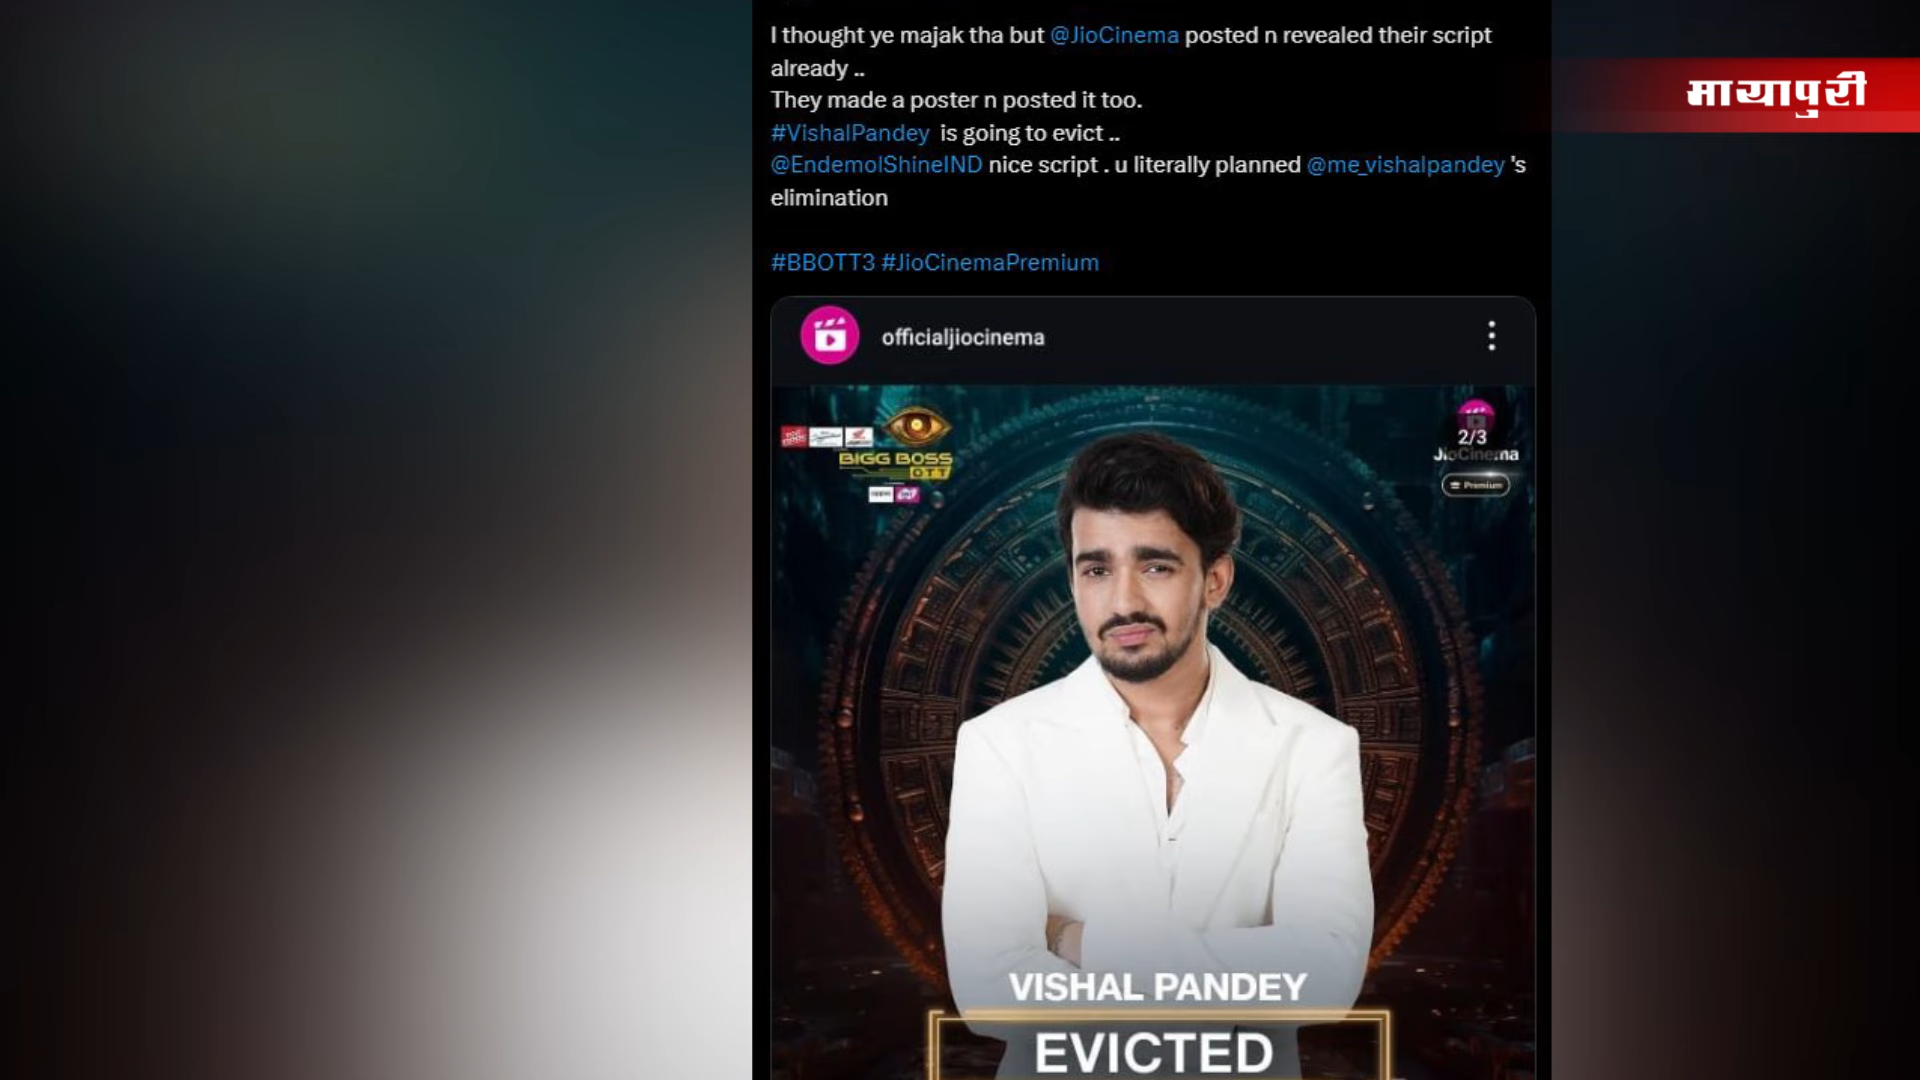 I thought ye majak tha but @JioCinema posted n revealed their script
already ..
They made a poster n posted it too.
#VishalPandey is going to evict ..
@EndemolShineIND nice script . u literally planned @me_vishalpandey 's
elimination
#BBOTT3 #JioCinemaPremium
मायापुरी
officialjiocinema
BIGG BOSS
OTT
2/3
JioCinema
Premium
VISHAL PANDEY
EVICTED